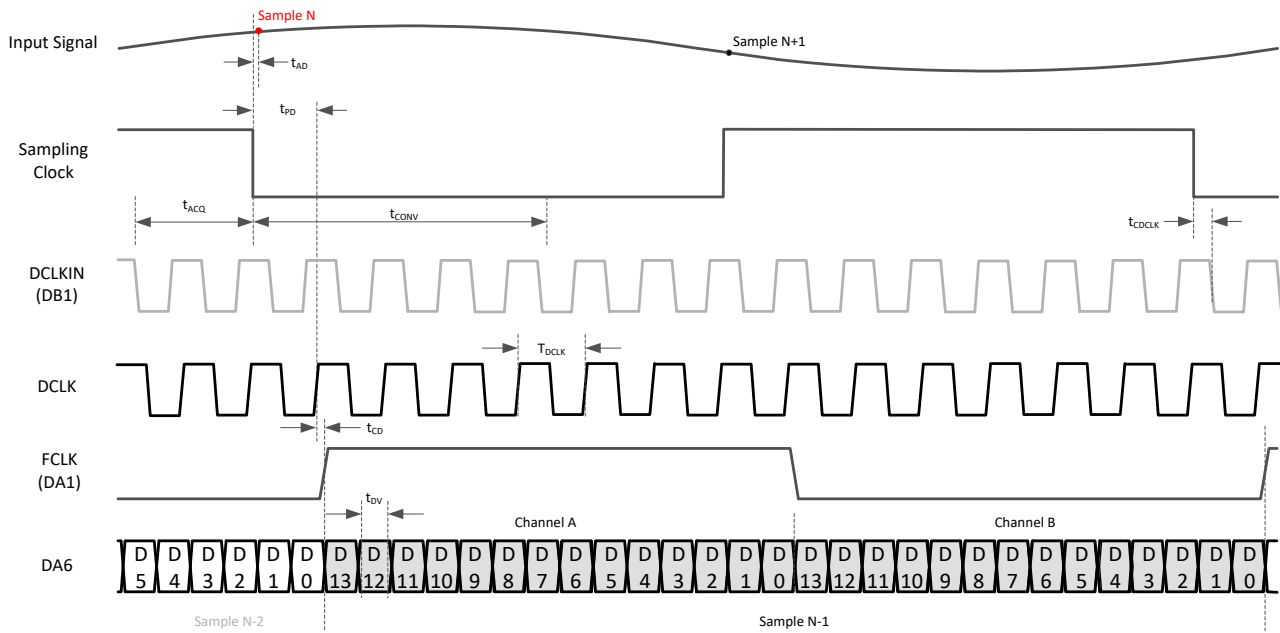 Sample N
Input Signal
Sample N+1
tAD
tPD
Sampling
Clock
tACQ
tCONV
tCDCLK
DCLKIN
(DB1)
TDCLK
DCLK
tCD
FCLK
(DA1)
tDV
Channel A
Channel B
DA6
D D D D D D D D D D D D D D D D D D D D D D D D D D D D D D D D D D
5 4 3 2 1 0 13 12 11 10 9 8 7 6 5 4 3 2 1 0 13 12 11 10 9 8 7 6 5 4 3 2 1 0
Sample N-2
Sample N-1